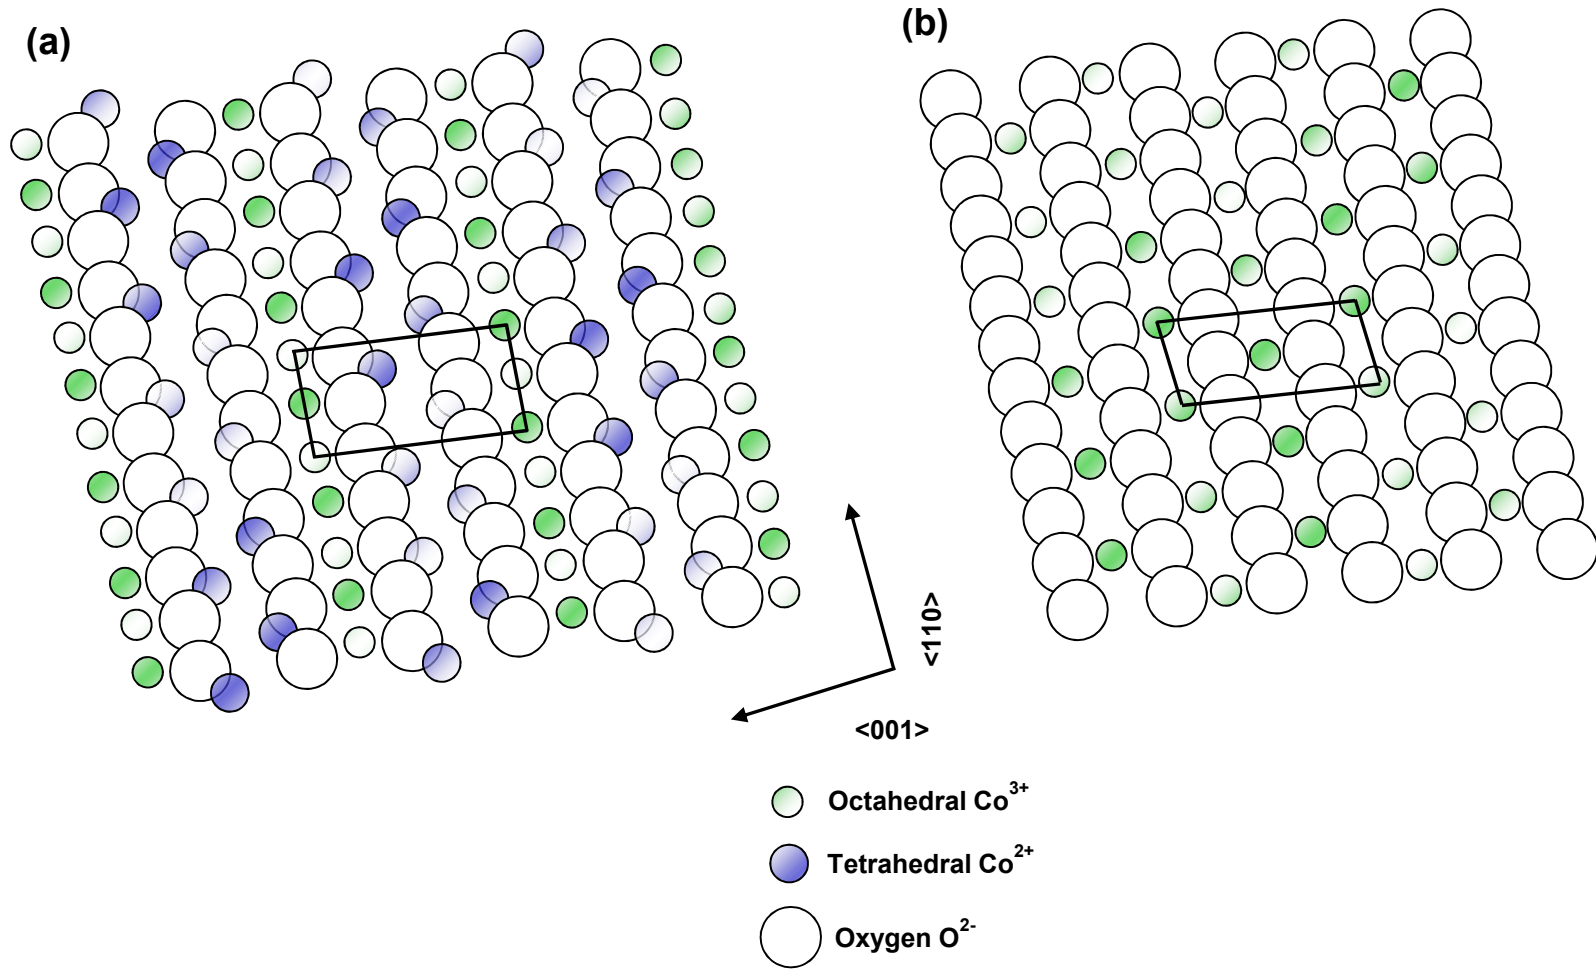 (a)
(b)
<110>
<001>
Octahedral Co3+
Tetrahedral Co2+
Oxygen O2-